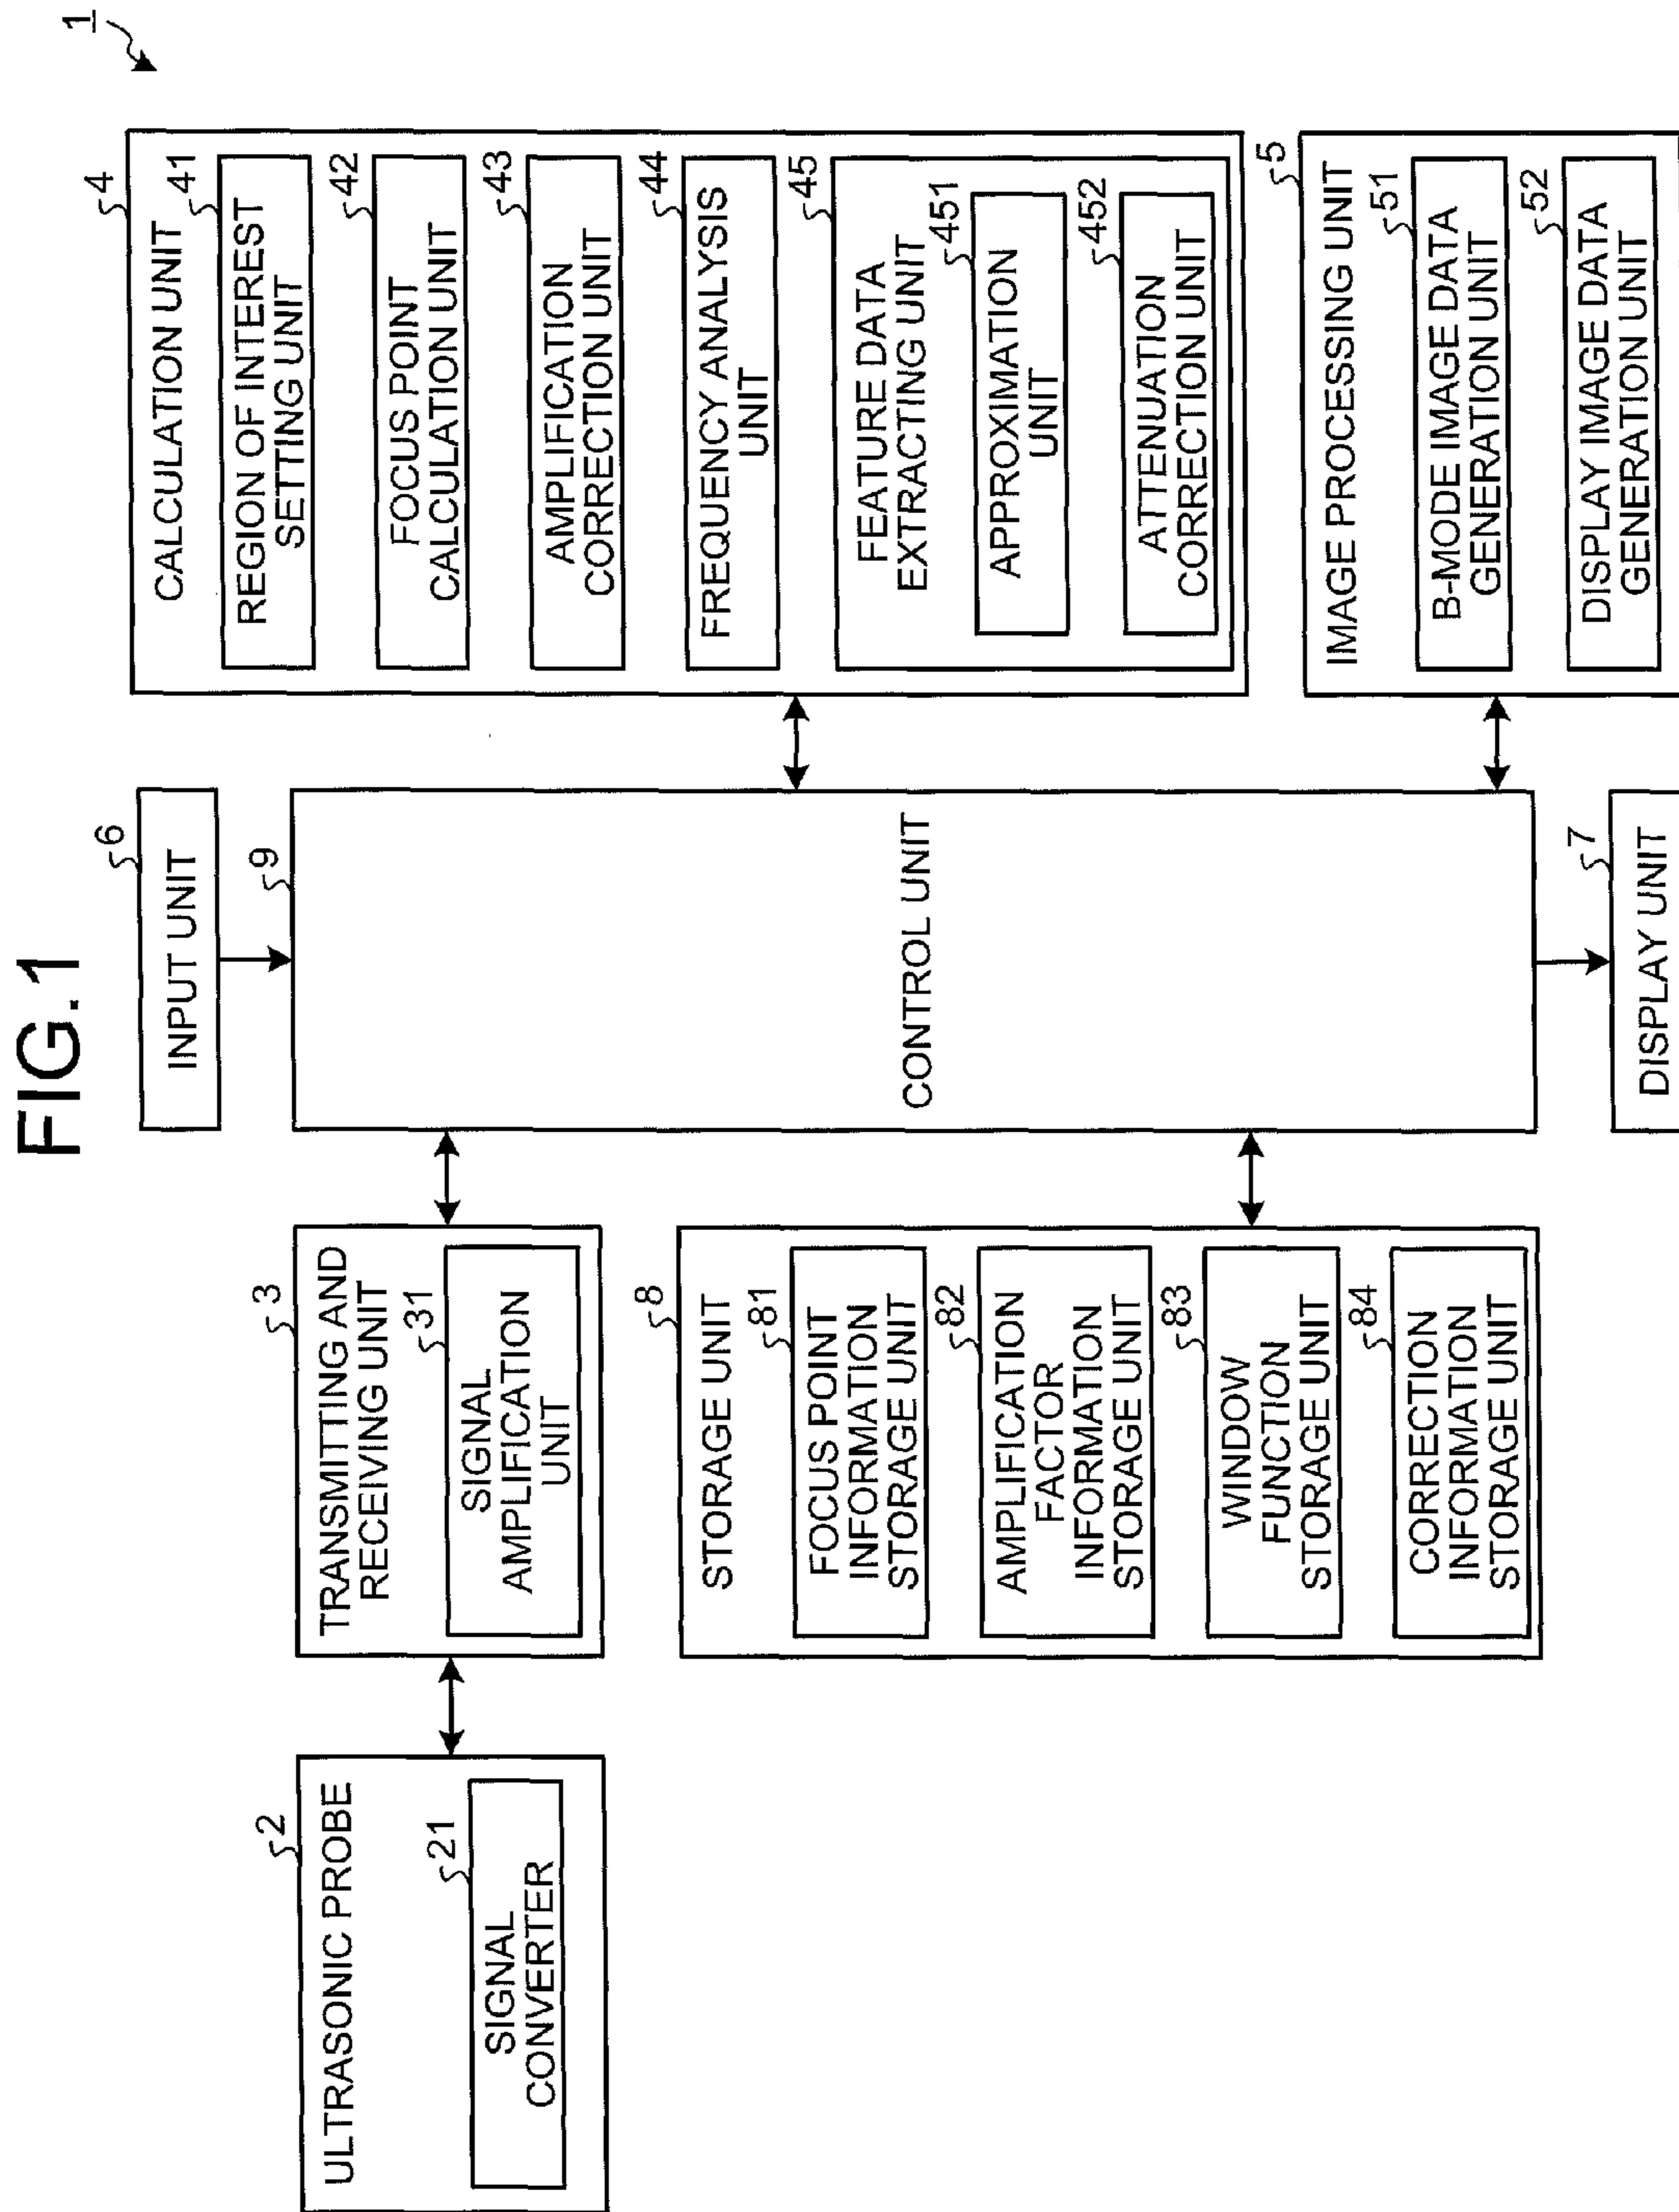 FIG.1
1
2
ULTRASONIC PROBE
21
SIGNAL
CONVERTER
3
TRANSMITTING AND
RECEIVING UNIT
31
SIGNAL
AMPLIFICATION
UNIT
8
STORAGE UNIT
81
FOCUS POINT
INFORMATION
STORAGE UNIT
82
AMPLIFICATION
FACTOR
INFORMATION
STORAGE UNIT
83
WINDOW
FUNCTION
STORAGE UNIT
84
CORRECTION
INFORMATION
STORAGE UNIT
6
INPUT UNIT
9
CONTROL UNIT
7
DISPLAY UNIT
4
CALCULATION UNIT
41
REGION OF INTEREST
SETTING UNIT
42
FOCUS POINT
CALCULATION UNIT
43
AMPLIFICATION
CORRECTION UNIT
44
FREQUENCY ANALYSIS
UNIT
45
FEATURE DATA
EXTRACTING UNIT
451
APPROXIMATION
UNIT
452
ATTENUATION
CORRECTION UNIT
5
IMAGE PROCESSING UNIT
51
B-MODE IMAGE DATA
GENERATION UNIT
52
DISPLAY IMAGE DATA
GENERATION UNIT